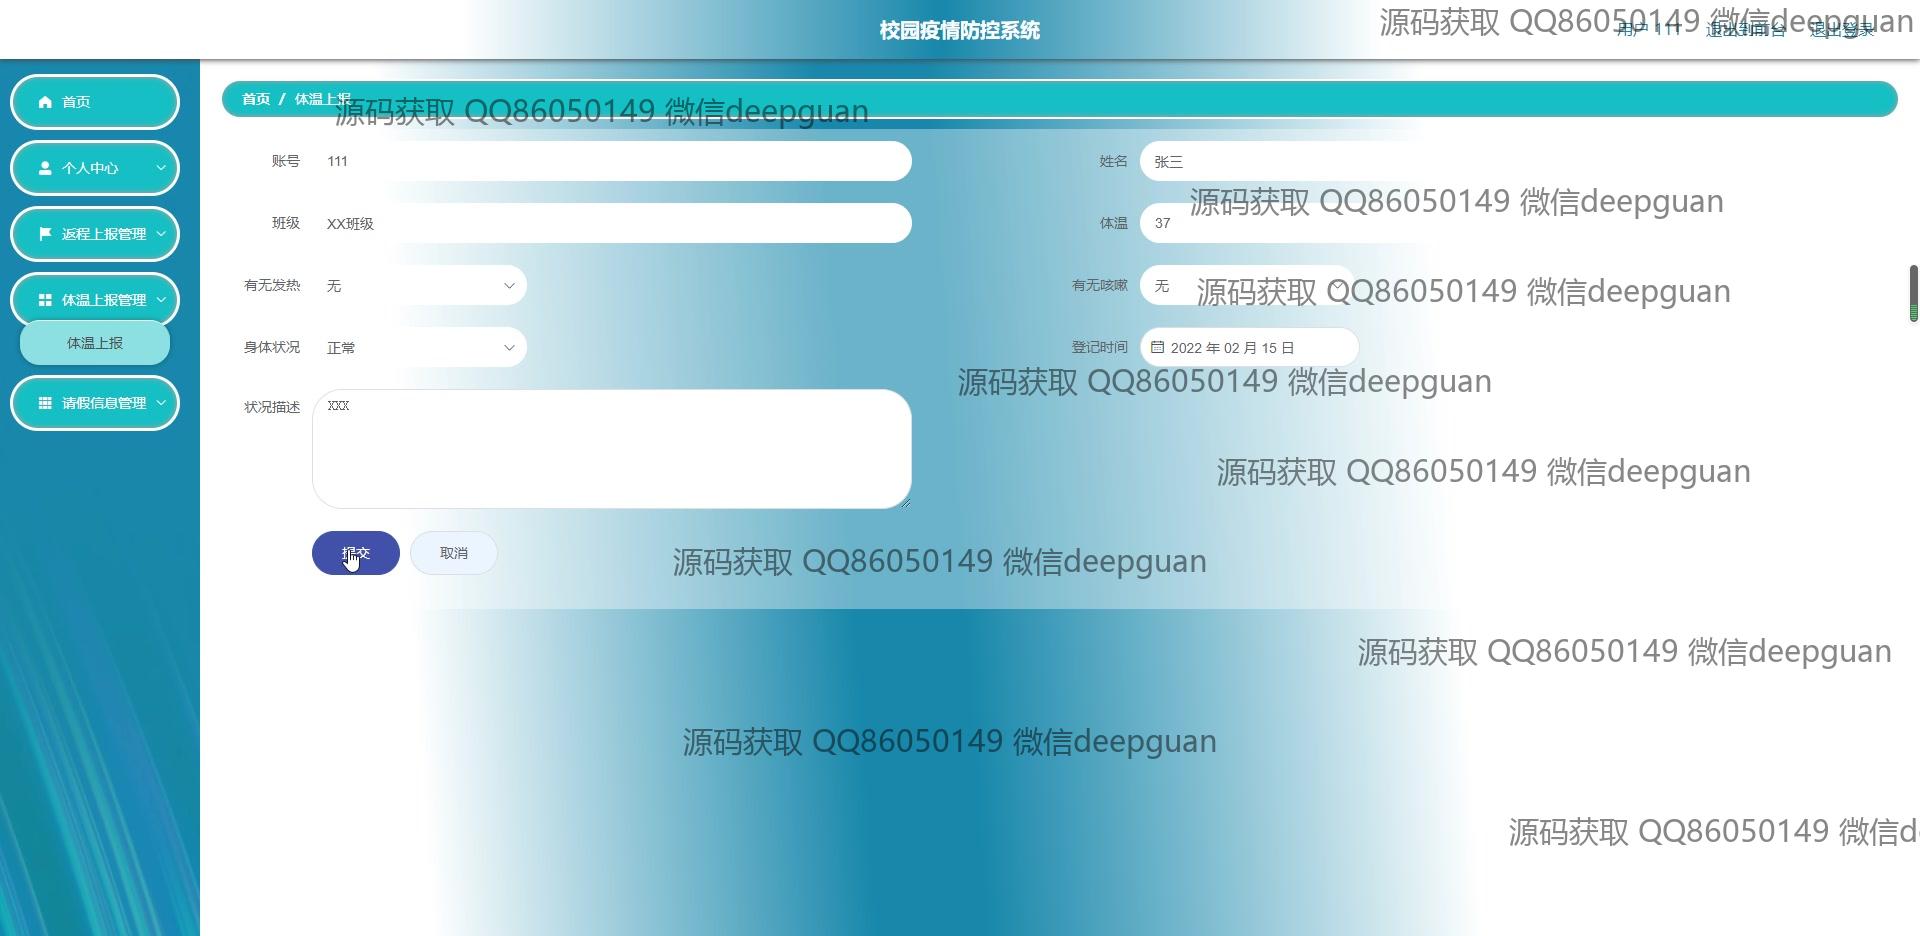 校园疫情防控系统
源码获取 QQ86050149 微信deepguan
用户 111 退出到前台 退出登录
首页
首页 / 体温上报
源码获取 QQ86050149 微信deepguan
个人中心
账号 111 姓名 张三
源码获取 QQ86050149 微信deepguan
返程上报管理
班级 XX班级 体温 37
体温上报管理
有无发热 无 有无咳嗽 无
源码获取 QQ86050149 微信deepguan
体温上报
身体状况 正常 登记时间 2022 年 02 月 15 日
源码获取 QQ86050149 微信deepguan
请假信息管理
状况描述 XXX
源码获取 QQ86050149 微信deepguan
提交 取消
源码获取 QQ86050149 微信deepguan
源码获取 QQ86050149 微信deepguan
源码获取 QQ86050149 微信deepguan
源码获取 QQ86050149 微信d